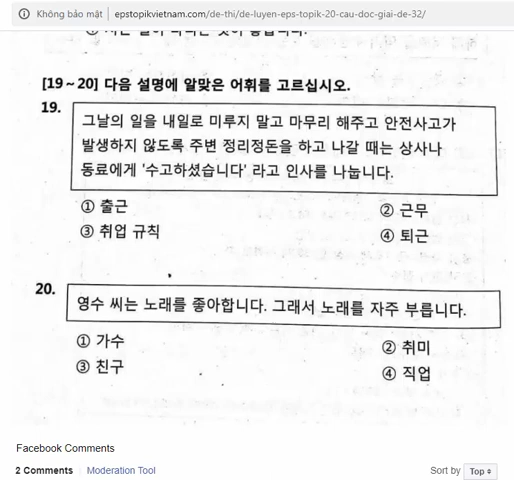 Không bảo mật | epstopikvietnam.com/de-thi/de-luyen-eps-topik-20-cau-doc-giai-de-32/
[19~20] 다음 설명에 알맞은 어휘를 고르십시오.
19.
그날의 일을 내일로 미루지 말고 마무리 해주고 안전사고가
발생하지 않도록 주변 정리정돈을 하고 나갈 때는 상사나
동료에게 '수고하셨습니다' 라고 인사를 나눕니다.
① 출근 ② 근무
③ 취업 규칙 ④ 퇴근
20.
영수 씨는 노래를 좋아합니다. 그래서 노래를 자주 부릅니다.
① 가수 ② 취미
③ 친구 ④ 직업
Facebook Comments
2 Comments Moderation Tool Sort by Top